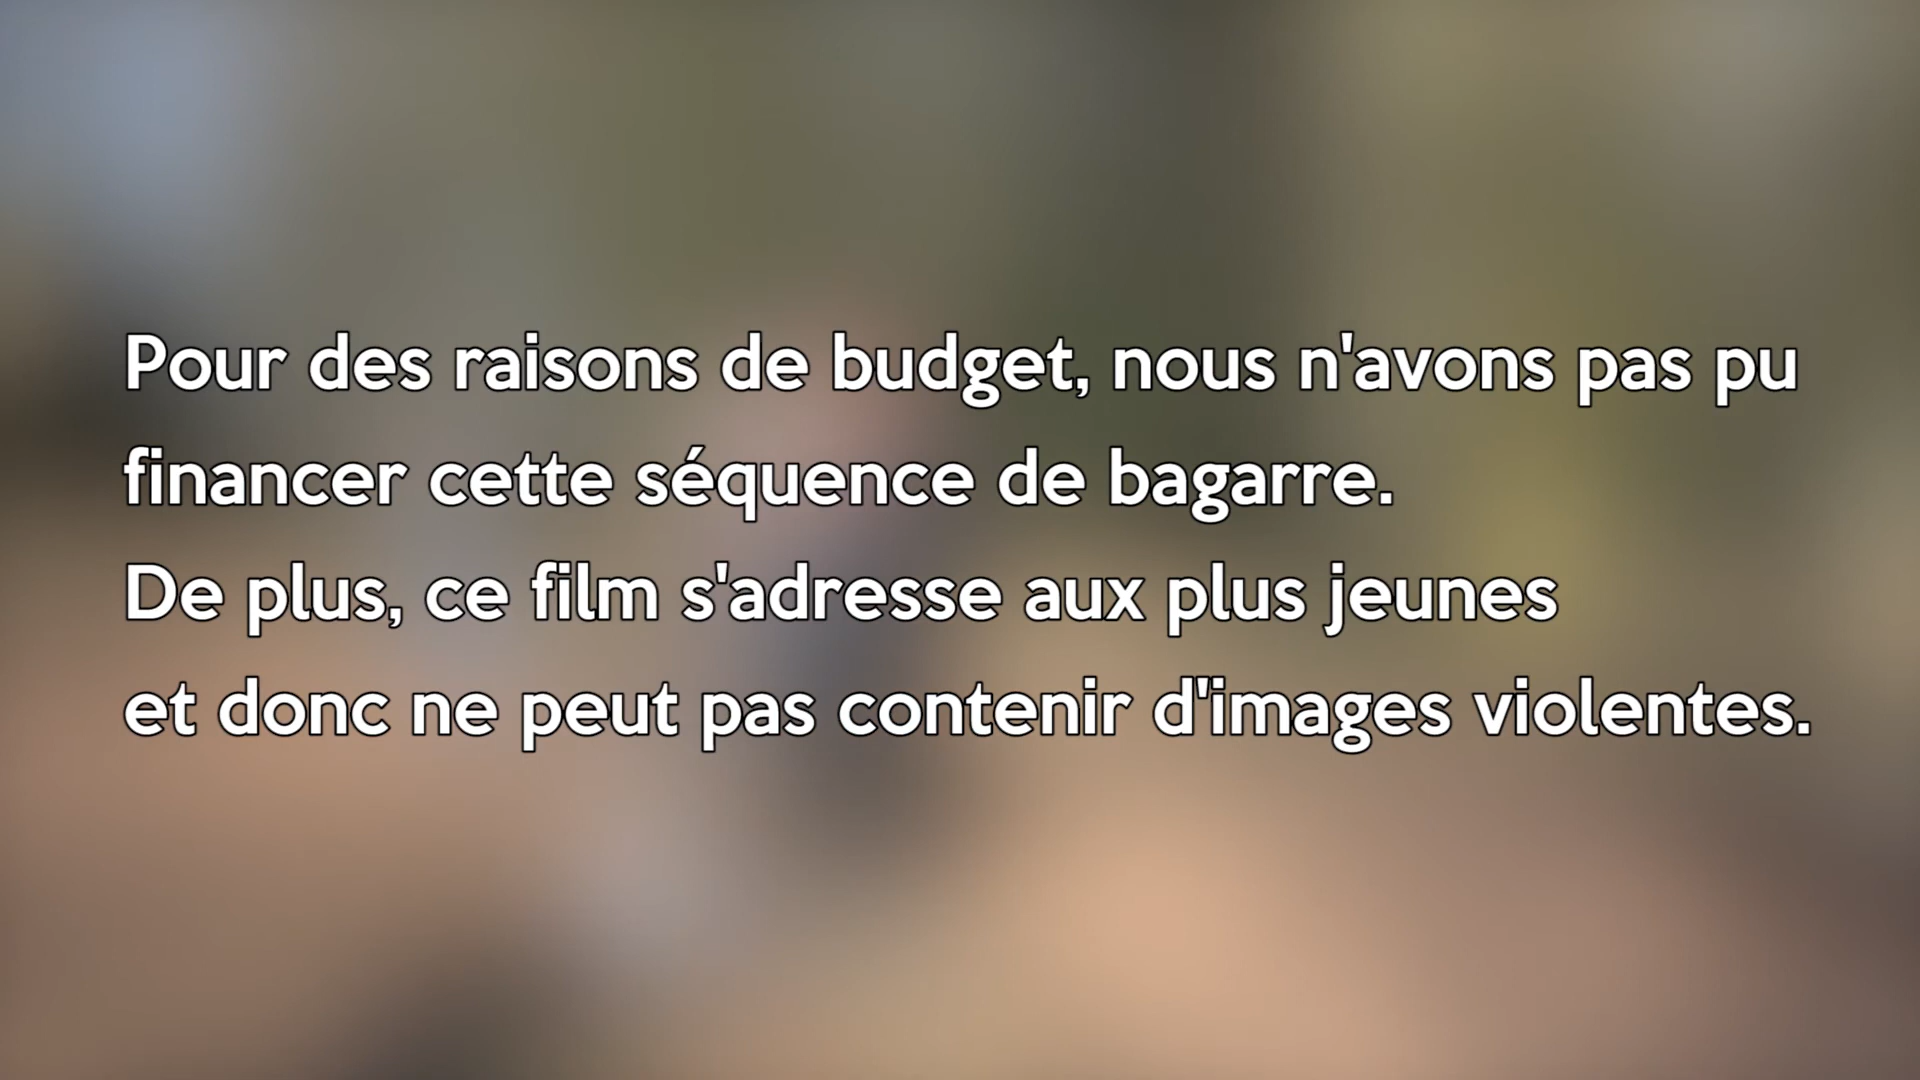 Pour des raisons de budget, nous n'avons pas pu
financer cette séquence de bagarre.
De plus, ce film s'adresse aux plus jeunes
et donc ne peut pas contenir d'images violentes.